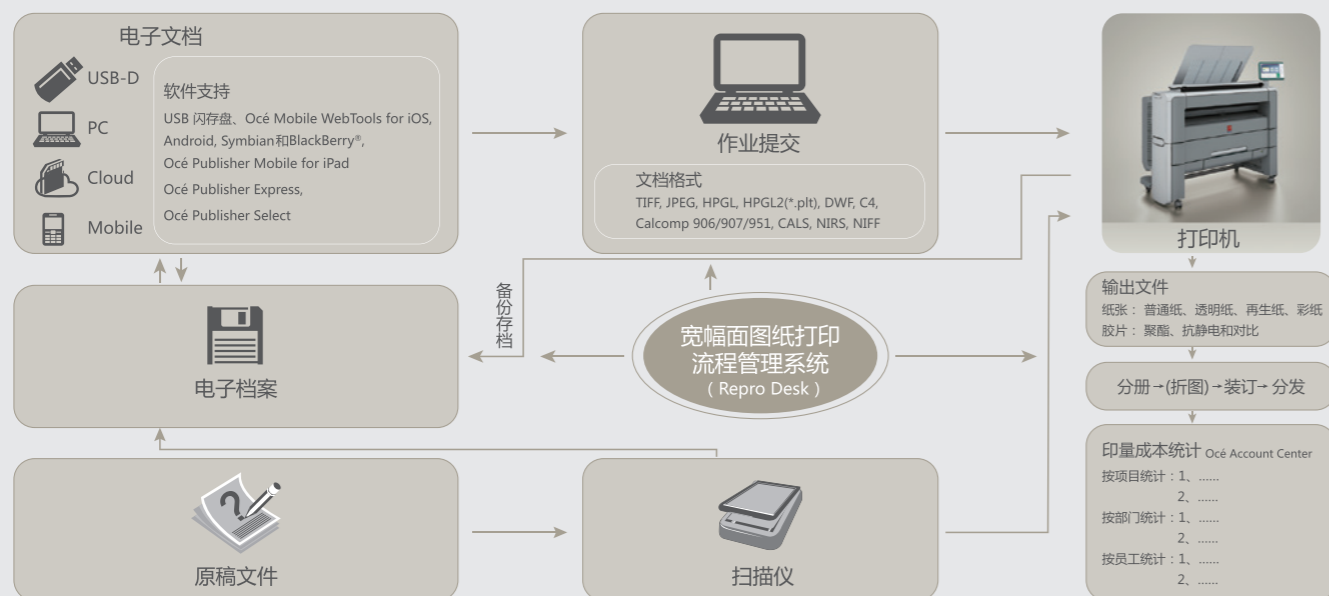 电子文档
USB-D
PC
Cloud
Mobile
软件支持
USB 闪存盘、Océ Mobile WebTools for iOS,
Android, Symbian和BlackBerry®,
Océ Publisher Mobile for iPad
Océ Publisher Express,
Océ Publisher Select
作业提交
文档格式
TIFF, JPEG, HPGL, HPGL2(*.plt), DWF, C4,
Calcomp 906/907/951, CALS, NIRS, NIFF
打印机
电子档案
备份存档
宽幅面图纸打印
流程管理系统
（Repro Desk）
输出文件
纸张： 普通纸、透明纸、再生纸、彩纸
胶片： 聚酯、抗静电和对比
分册→(折图)→装订→分发
印量成本统计 Océ Account Center
按项目统计：1、......
2、......
按部门统计：1、......
2、......
按员工统计：1、......
2、......
原稿文件
扫描仪